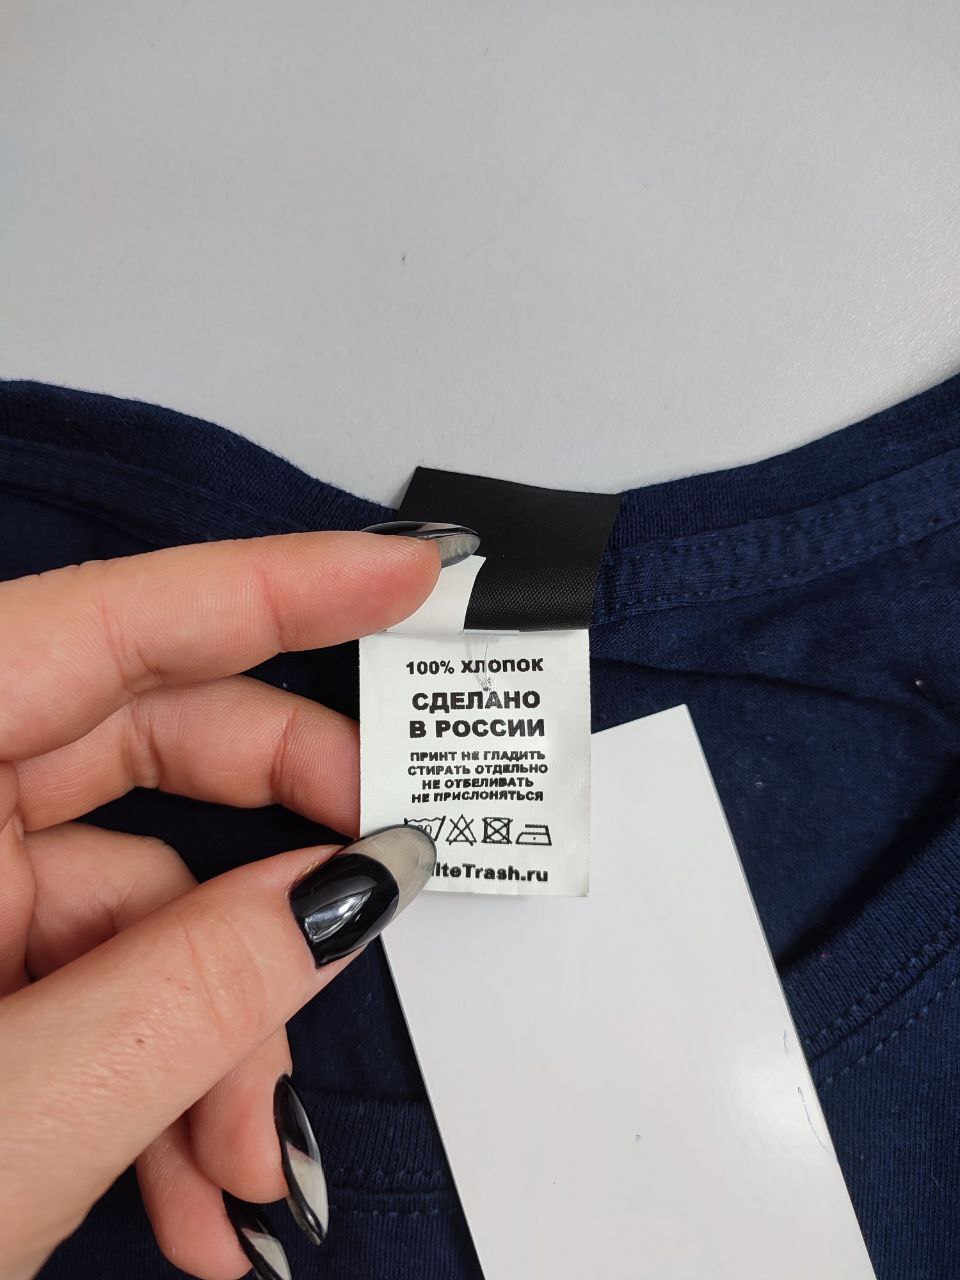 100% ХЛОПОК
СДЕЛАНО
В РОССИИ
ПРИНТ НЕ ГЛАДИТЬ
СТИРАТЬ ОТДЕЛЬНО
НЕ ОТБЕЛИВАТЬ
НЕ ПРИСЛОНЯТЬСЯ